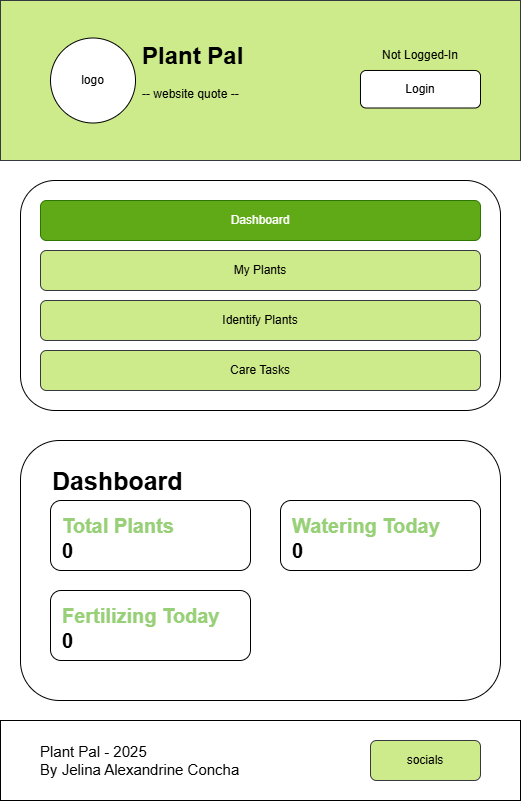 logo
Plant Pal
-- website quote --
Not Logged-In
Login
Dashboard
My Plants
Identify Plants
Care Tasks
Dashboard
Total Plants
0
Watering Today
0
Fertilizing Today
0
Plant Pal - 2025
By Jelina Alexandrine Concha
socials